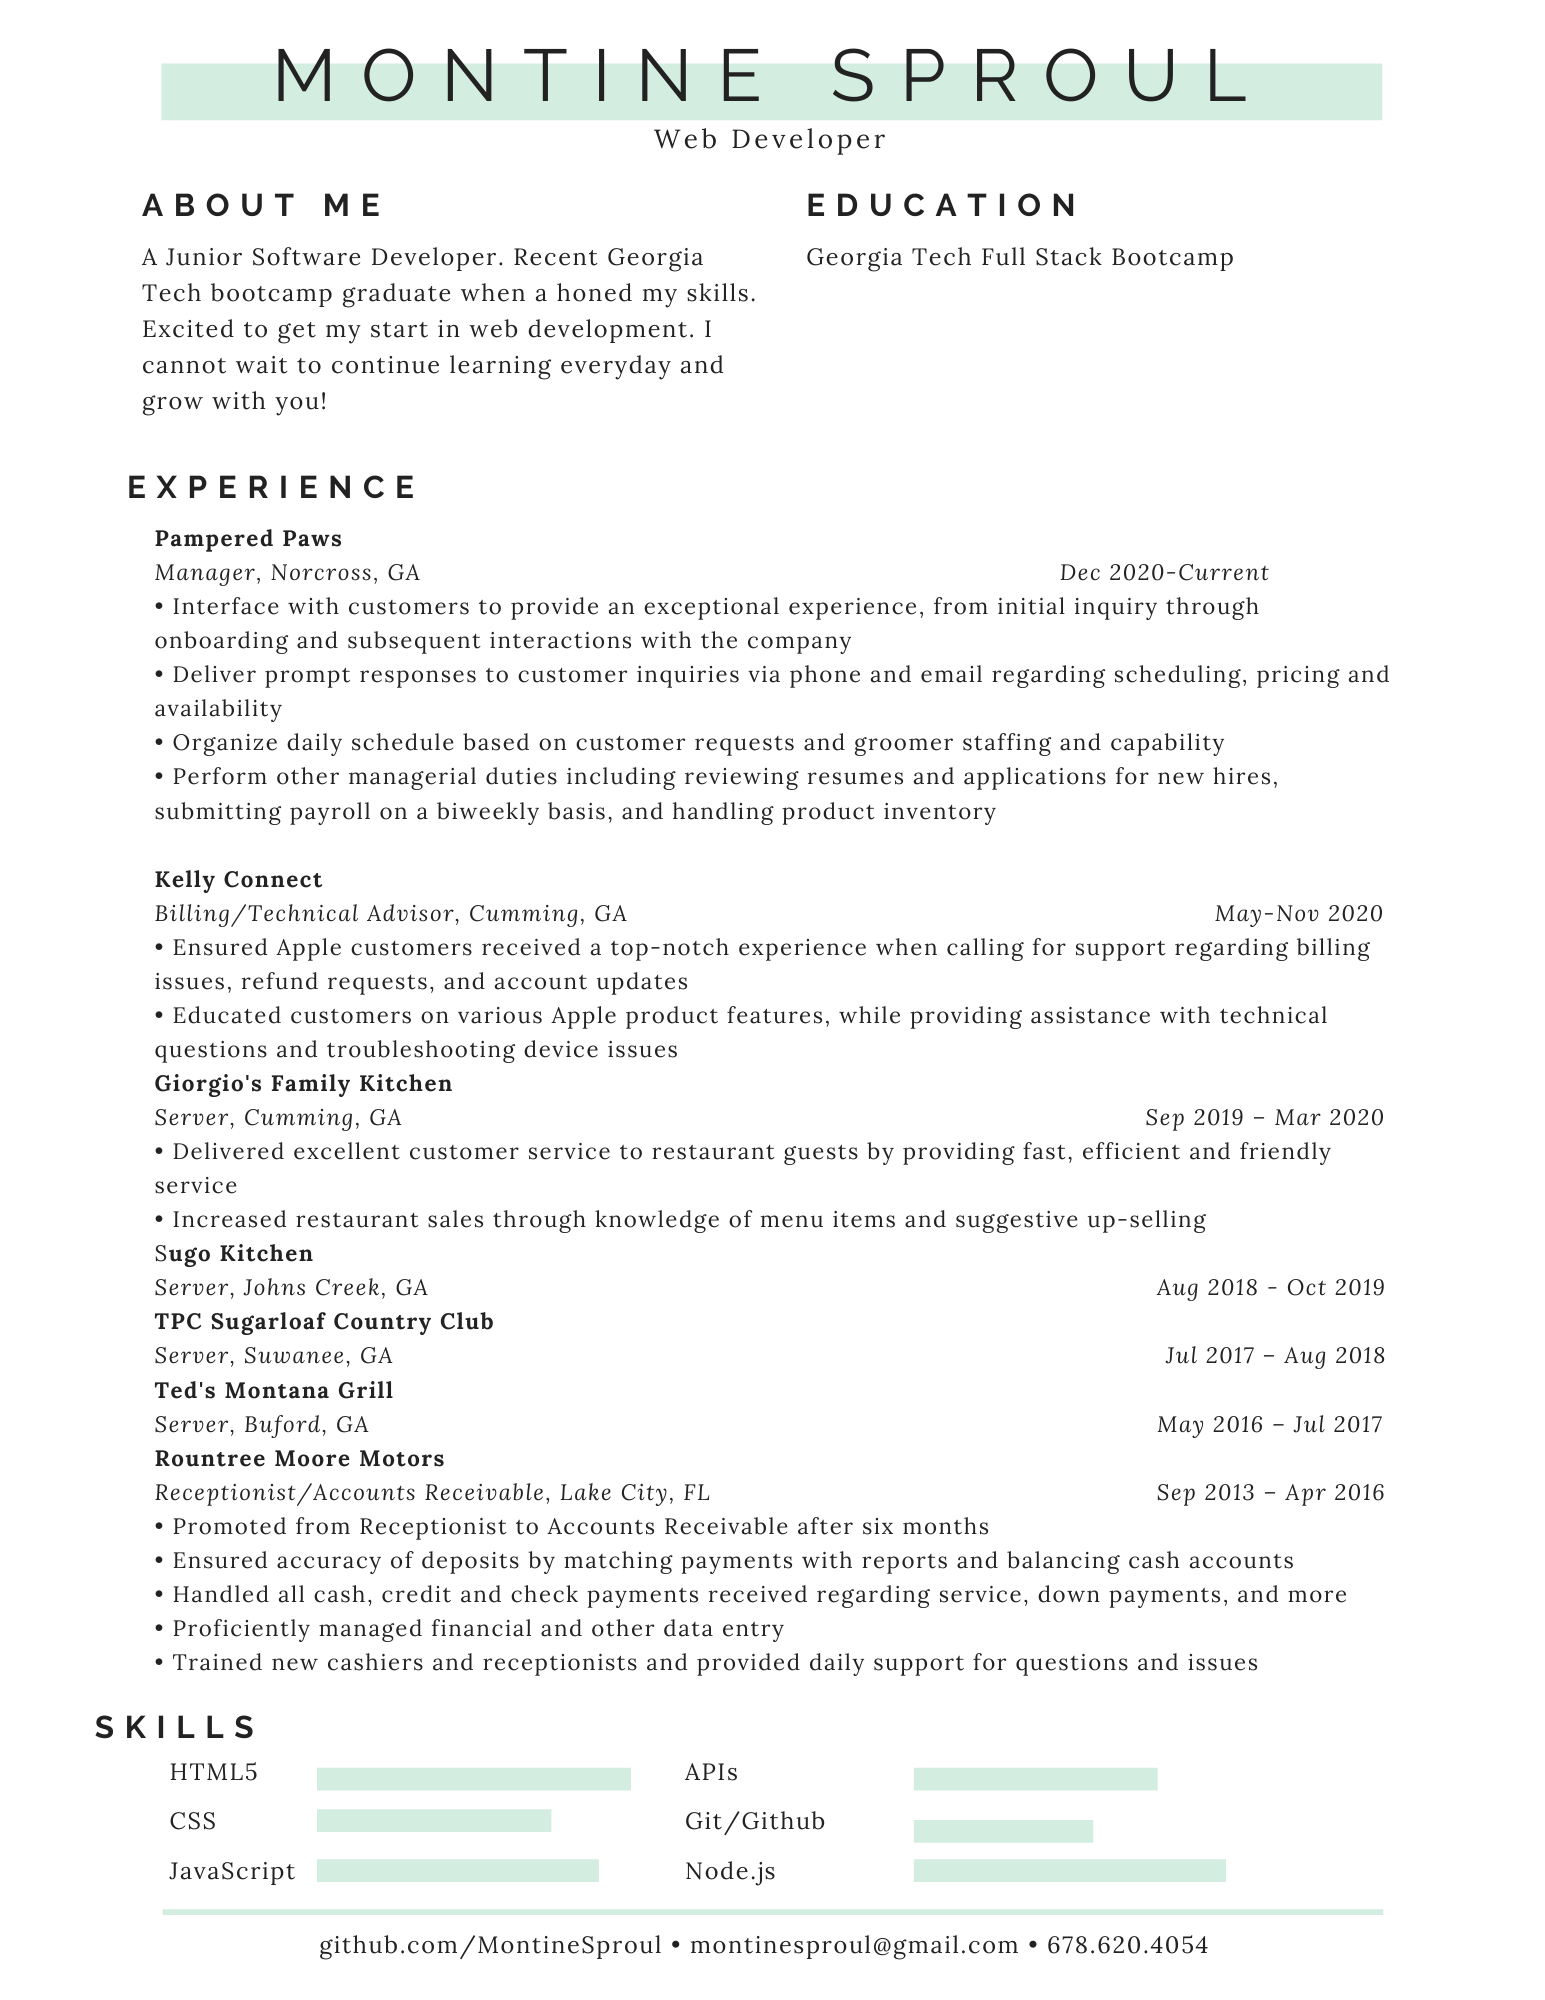 MONTINE SPROUL
Web Developer
ABOUT ME
A Junior Software Developer. Recent Georgia
Tech bootcamp graduate when a honed my skills.
Excited to get my start in web development. I
cannot wait to continue learning everyday and
grow with you!
EDUCATION
Georgia Tech Full Stack Bootcamp
EXPERIENCE
Pampered Paws
Manager, Norcross, GA Dec 2020-Current
• Interface with customers to provide an exceptional experience, from initial inquiry through
onboarding and subsequent interactions with the company
• Deliver prompt responses to customer inquiries via phone and email regarding scheduling, pricing and
availability
• Organize daily schedule based on customer requests and groomer staffing and capability
• Perform other managerial duties including reviewing resumes and applications for new hires,
submitting payroll on a biweekly basis, and handling product inventory
Kelly Connect
Billing/Technical Advisor, Cumming, GA May-Nov 2020
• Ensured Apple customers received a top-notch experience when calling for support regarding billing
issues, refund requests, and account updates
• Educated customers on various Apple product features, while providing assistance with technical
questions and troubleshooting device issues
Giorgio's Family Kitchen
Server, Cumming, GA Sep 2019 – Mar 2020
• Delivered excellent customer service to restaurant guests by providing fast, efficient and friendly
service
• Increased restaurant sales through knowledge of menu items and suggestive up-selling
Sugo Kitchen
Server, Johns Creek, GA Aug 2018 - Oct 2019
TPC Sugarloaf Country Club
Server, Suwanee, GA Jul 2017 – Aug 2018
Ted's Montana Grill
Server, Buford, GA May 2016 – Jul 2017
Rountree Moore Motors
Receptionist/Accounts Receivable, Lake City, FL Sep 2013 – Apr 2016
• Promoted from Receptionist to Accounts Receivable after six months
• Ensured accuracy of deposits by matching payments with reports and balancing cash accounts
• Handled all cash, credit and check payments received regarding service, down payments, and more
• Proficiently managed financial and other data entry
• Trained new cashiers and receptionists and provided daily support for questions and issues
SKILLS
HTML5 APIs
CSS Git/Github
JavaScript Node.js
github.com/MontineSproul • montinesproul@gmail.com • 678.620.4054